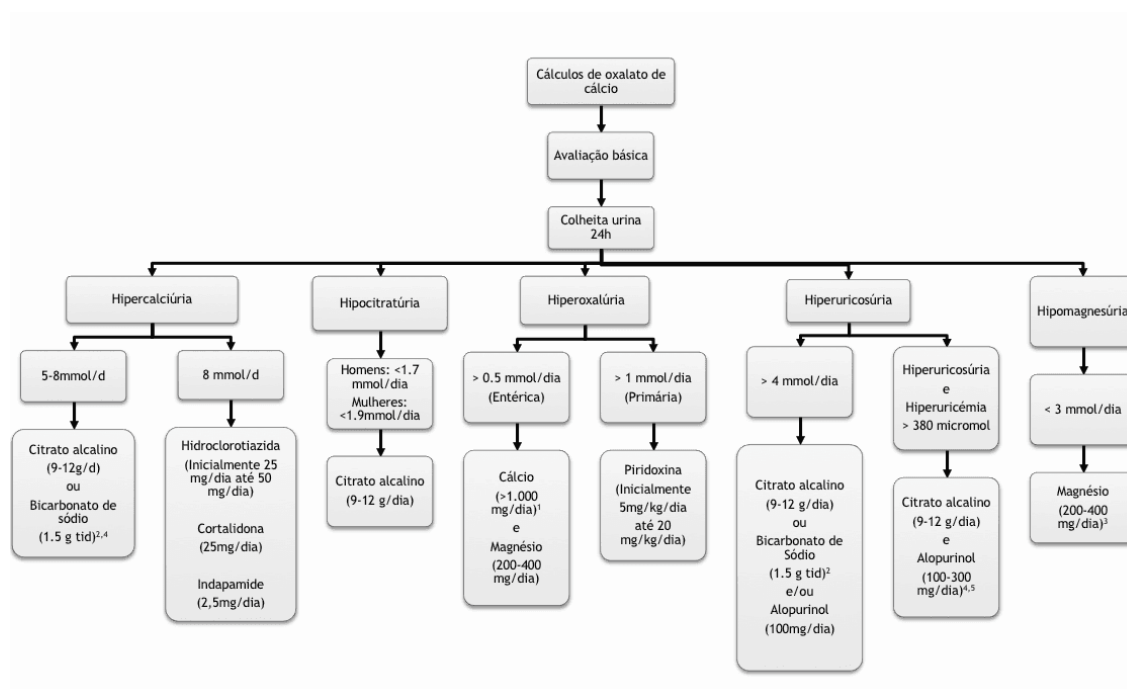 Cálculos de oxalato de
cálcio
Avaliação básica
Colheita urina
24h
Hipercalciúria
5-8mmol/d
Citrato alcalino
(9-12g/d)
ou
Bicarbonato de
sódio
(1.5 g tid)²,⁴
8 mmol/d
Hidroclorotiazida
(Inicialmente 25
mg/dia até 50
mg/dia)
Cortalidona
(25mg/dia)
Indapamide
(2,5mg/dia)
Hipocitratúria
Homens: <1.7
mmol/dia
Mulheres:
<1.9mmol/dia
Citrato alcalino
(9-12 g/dia)
Hiperoxalúria
> 0.5 mmol/dia
(Entérica)
Cálcio
(>1.000
mg/dia)¹
e
Magnésio
(200-400
mg/dia)
> 1 mmol/dia
(Primária)
Piridoxina
(Inicialmente
5mg/kg/dia
até 20
mg/kg/dia)
Hiperuricosúria
> 4 mmol/dia
Citrato alcalino
(9-12 g/dia)
ou
Bicarbonato de
Sódio
(1.5 g tid)²
e/ou
Alopurinol
(100mg/dia)
Hiperuricosúria
e
Hiperuricémia
> 380 micromol
Citrato alcalino
(9-12 g/dia)
e
Alopurinol
(100-300
mg/dia)⁴,⁵
Hipomagnesúria
< 3 mmol/dia
Magnésio
(200-400
mg/dia)³